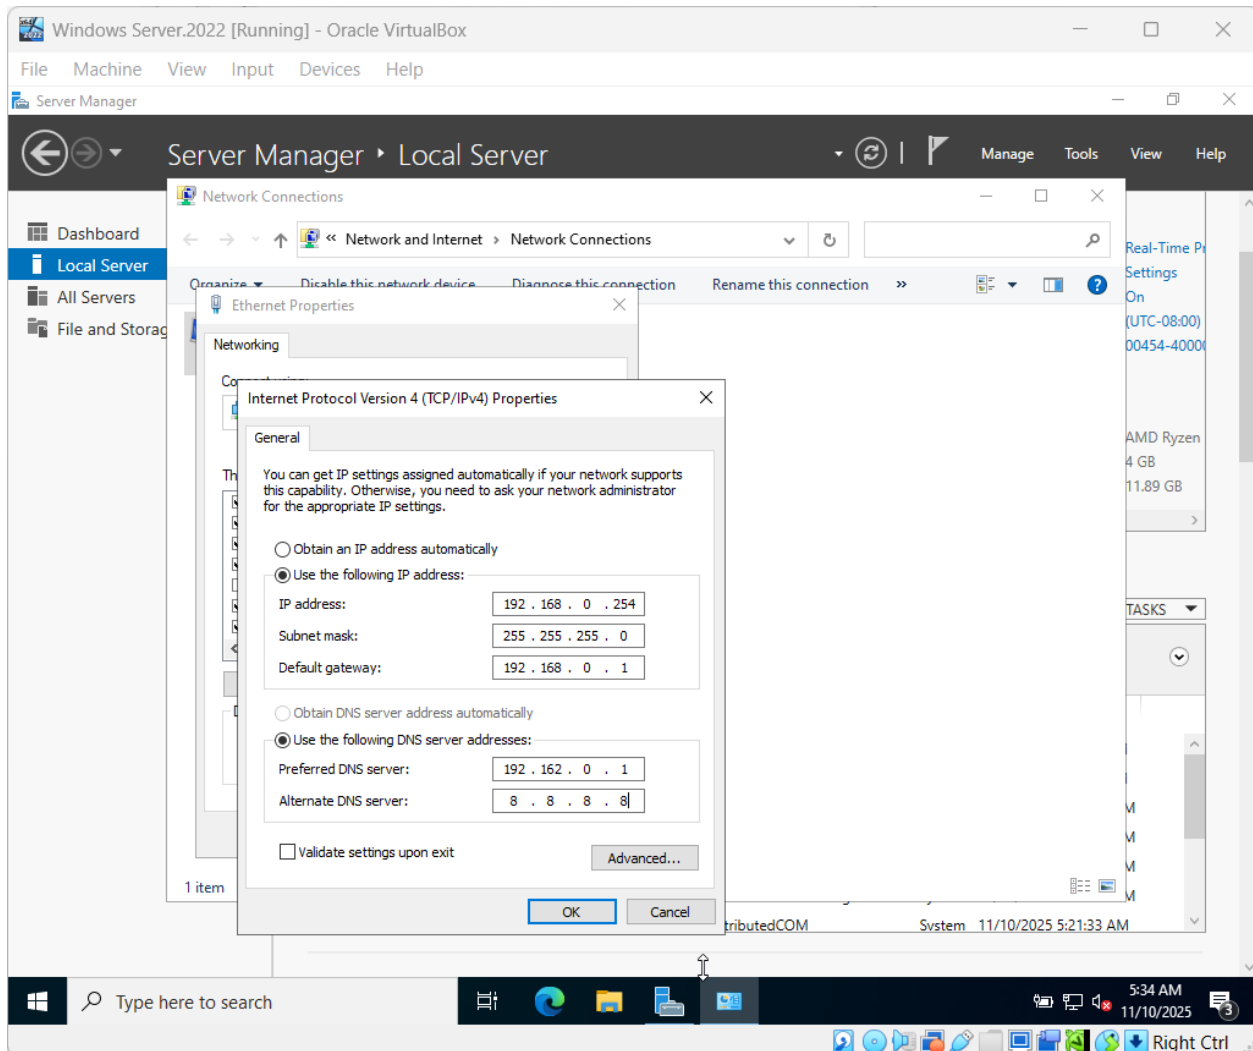 Windows Server.2022 [Running] - Oracle VirtualBox
File Machine View Input Devices Help
Server Manager
Server Manager • Local Server
Manage Tools View Help
Dashboard
Local Server
All Servers
File and Storag
Network Connections
« Network and Internet > Network Connections
Organize Disable this network device Diagnose this connection Rename this connection »
Ethernet Properties
Networking
Internet Protocol Version 4 (TCP/IPv4) Properties
General
You can get IP settings assigned automatically if your network supports
this capability. Otherwise, you need to ask your network administrator
for the appropriate IP settings.
Obtain an IP address automatically
Use the following IP address:
IP address: 192 . 168 . 0 . 254
Subnet mask: 255 . 255 . 255 . 0
Default gateway: 192 . 168 . 0 . 1
Obtain DNS server address automatically
Use the following DNS server addresses:
Preferred DNS server: 192 . 162 . 0 . 1
Alternate DNS server: 8 . 8 . 8 . 8
Validate settings upon exit
Advanced...
OK Cancel
1 item
Real-Time Pr
Settings
On
(UTC-08:00)
00454-4000
AMD Ryzen
4 GB
11.89 GB
TASKS
tributedCOM System 11/10/2025 5:21:33 AM
Type here to search
5:34 AM
11/10/2025
3
Right Ctrl